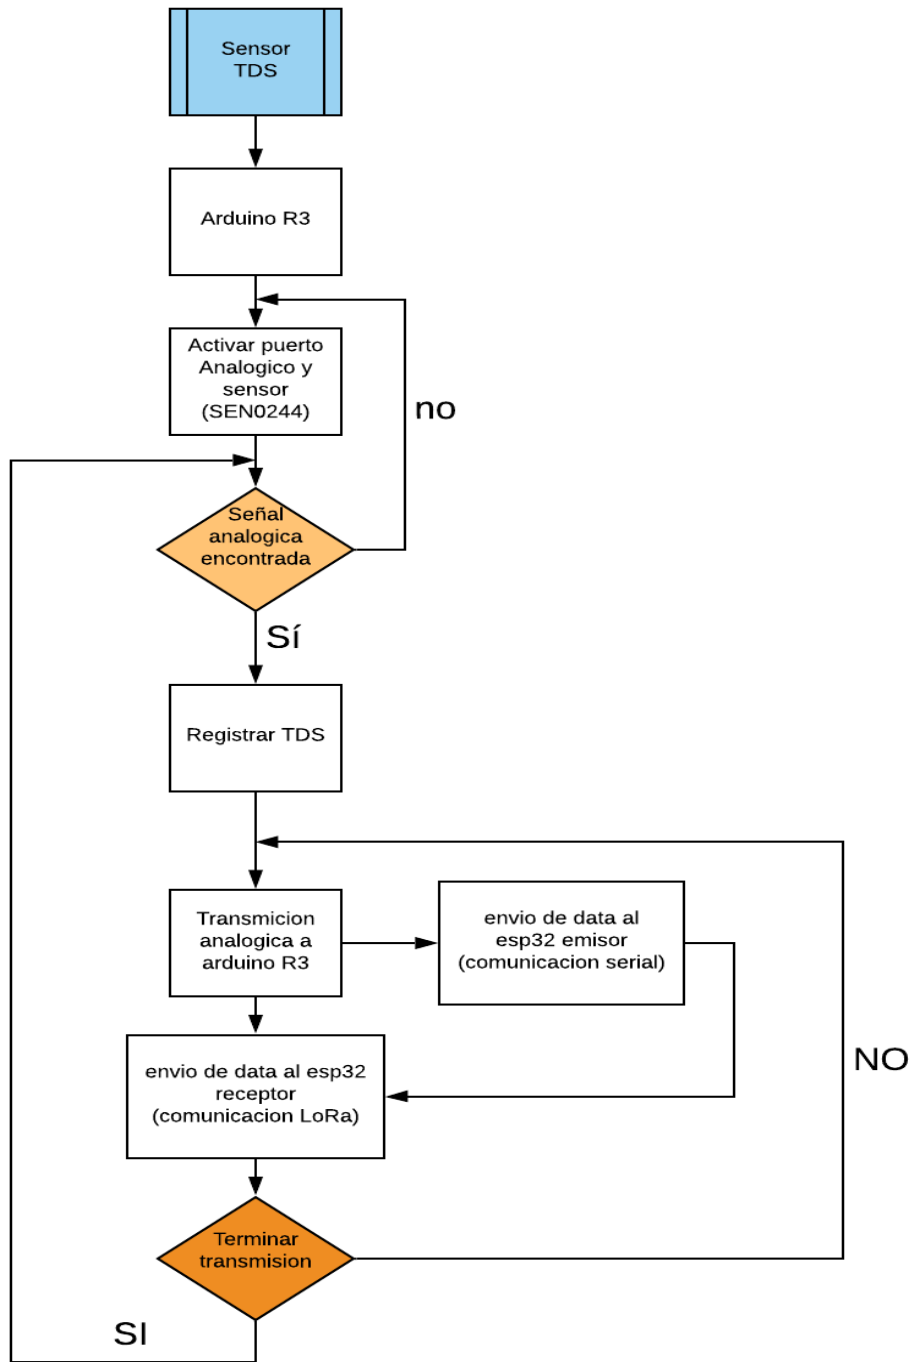 Sensor
TDS
Arduino R3
Activar puerto
Analogico y
sensor
(SEN0244)
no
Señal
analogica
encontrada
Sí
Registrar TDS
Transmicion
analogica a
arduino R3
envio de data al
esp32 emisor
(comunicacion serial)
envio de data al esp32
receptor
(comunicacion LoRa)
NO
Terminar
transmision
SI